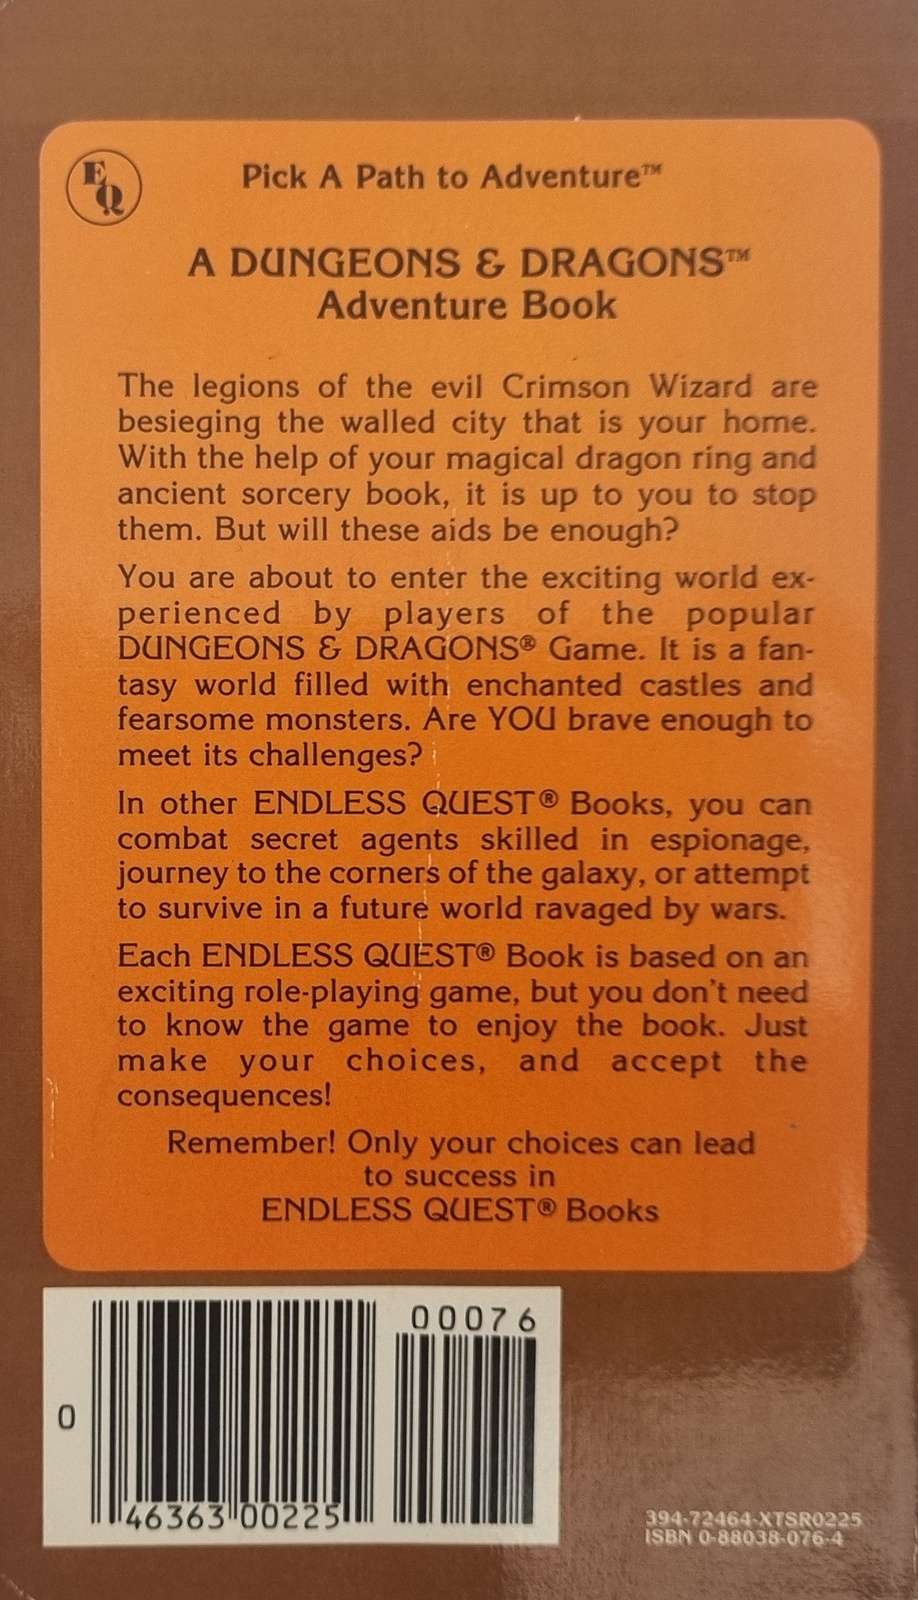 EQ
Pick A Path to Adventure™
A DUNGEONS & DRAGONS™
Adventure Book
The legions of the evil Crimson Wizard are
besieging the walled city that is your home.
With the help of your magical dragon ring and
ancient sorcery book, it is up to you to stop
them. But will these aids be enough?
You are about to enter the exciting world ex-
perienced by players of the popular
DUNGEONS & DRAGONS® Game. It is a fan-
tasy world filled with enchanted castles and
fearsome monsters. Are YOU brave enough to
meet its challenges?
In other ENDLESS QUEST® Books, you can
combat secret agents skilled in espionage,
journey to the corners of the galaxy, or attempt
to survive in a future world ravaged by wars.
Each ENDLESS QUEST® Book is based on an
exciting role-playing game, but you don't need
to know the game to enjoy the book. Just
make your choices, and accept the
consequences!
Remember! Only your choices can lead
to success in
ENDLESS QUEST® Books
00076
0
46363 00225
394-72464-XTSR0225
ISBN 0-88038-076-4